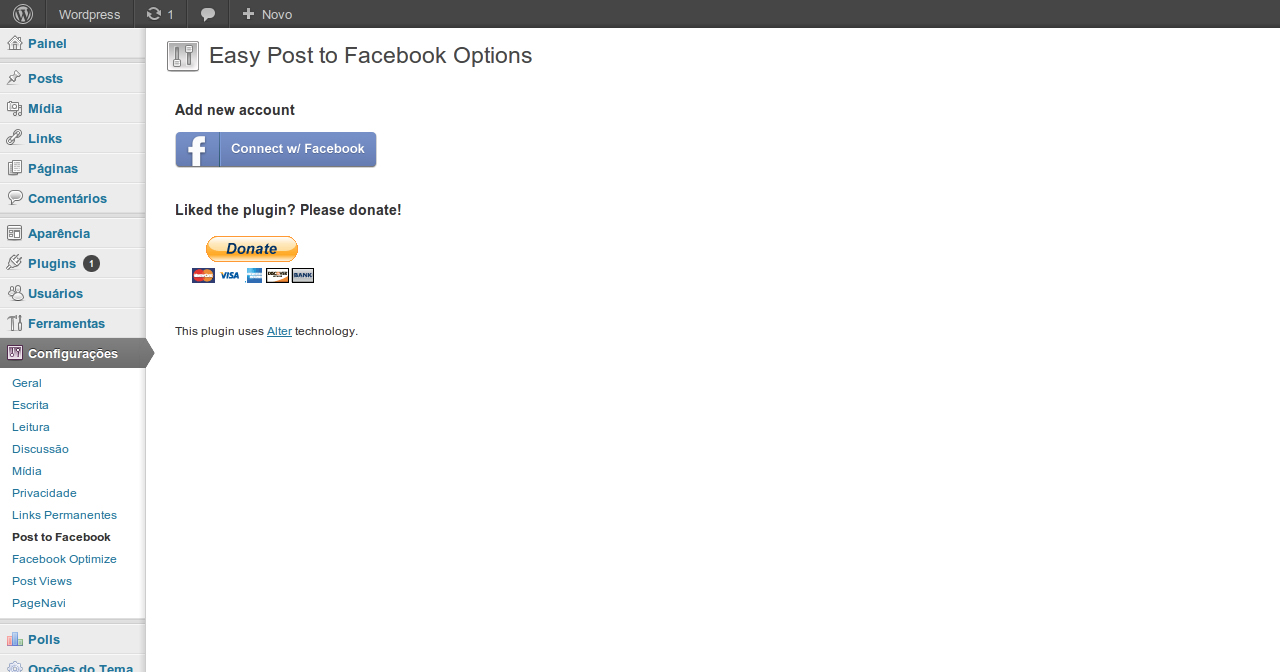 Wordpress 1 Novo
Painel
Posts
Mídia
Links
Páginas
Comentários
Aparência
Plugins 1
Usuários
Ferramentas
Configurações
Geral
Escrita
Leitura
Discussão
Mídia
Privacidade
Links Permanentes
Post to Facebook
Facebook Optimize
Post Views
PageNavi
Polls
Opções do Tema
Easy Post to Facebook Options
Add new account
f Connect w/ Facebook
Liked the plugin? Please donate!
Donate
MasterCard VISA DISCOVER BANK
This plugin uses Alter technology.